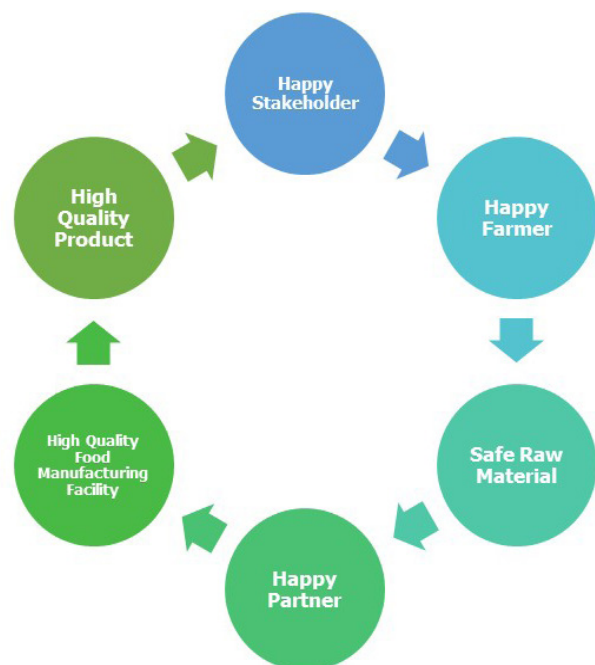 Happy
Stakeholder
Happy
Farmer
Safe Raw
Material
Happy
Partner
High Quality
Food
Manufacturing
Facility
High
Quality
Product